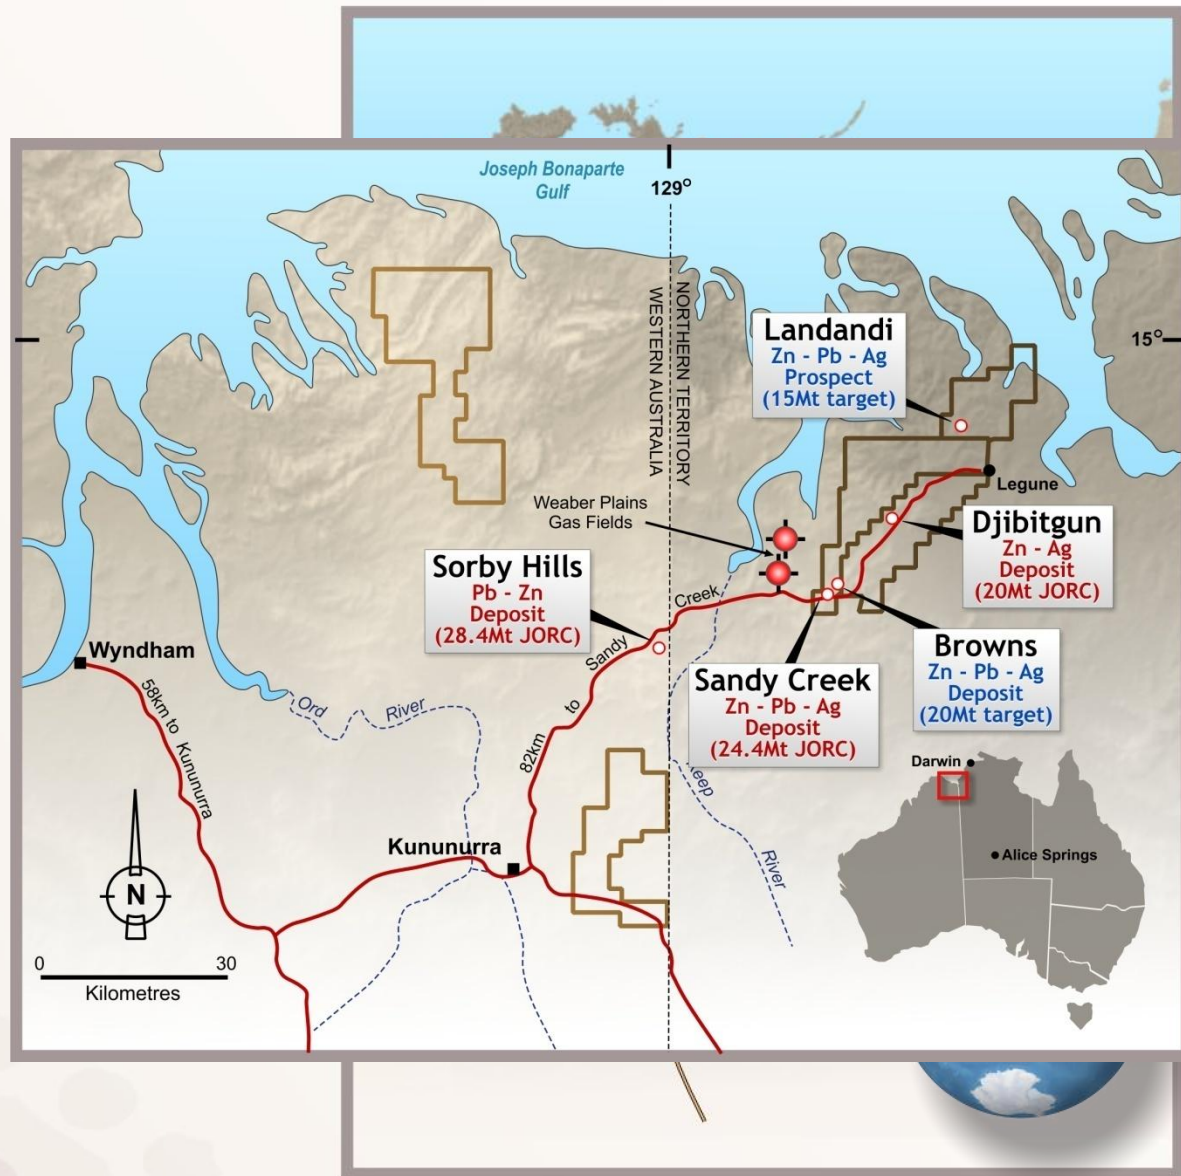 Joseph Bonaparte
Gulf
129°
NORTHERN TERRITORY
WESTERN AUSTRALIA
15°
Landandi
Zn - Pb - Ag
Prospect
(15Mt target)
Legune
Weaber Plains
Gas Fields
Djibitgun
Zn - Ag
Deposit
(20Mt JORC)
Sorby Hills
Pb - Zn
Deposit
(28.4Mt JORC)
Browns
Zn - Pb - Ag
Deposit
(20Mt target)
Sandy Creek
Zn - Pb - Ag
Deposit
(24.4Mt JORC)
Wyndham
58km to Kununurra
Ord River
82km to Sandy Creek
Keep River
Kununurra
Darwin
Alice Springs
N
0 30
Kilometres